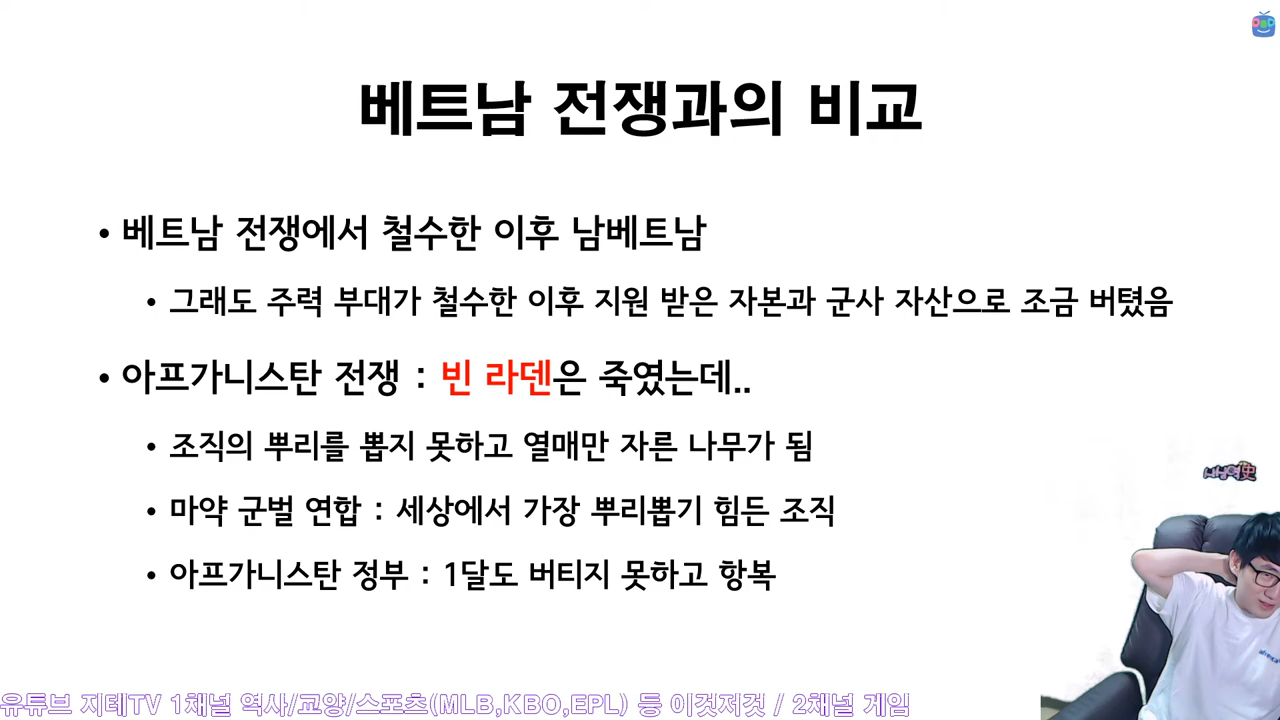 베트남 전쟁과의 비교
• 베트남 전쟁에서 철수한 이후 남베트남
• 그래도 주력 부대가 철수한 이후 지원 받은 자본과 군사 자산으로 조금 버텼음
• 아프가니스탄 전쟁 : 빈 라덴은 죽였는데..
• 조직의 뿌리를 뽑지 못하고 열매만 자른 나무가 됨
• 마약 군벌 연합 : 세상에서 가장 뿌리뽑기 힘든 조직
• 아프가니스탄 정부 : 1달도 버티지 못하고 항복
유튜브 지테TV 1채널 역사/교양/스포츠(MLB,KBO,EPL) 등 이것저것 / 2채널 게임